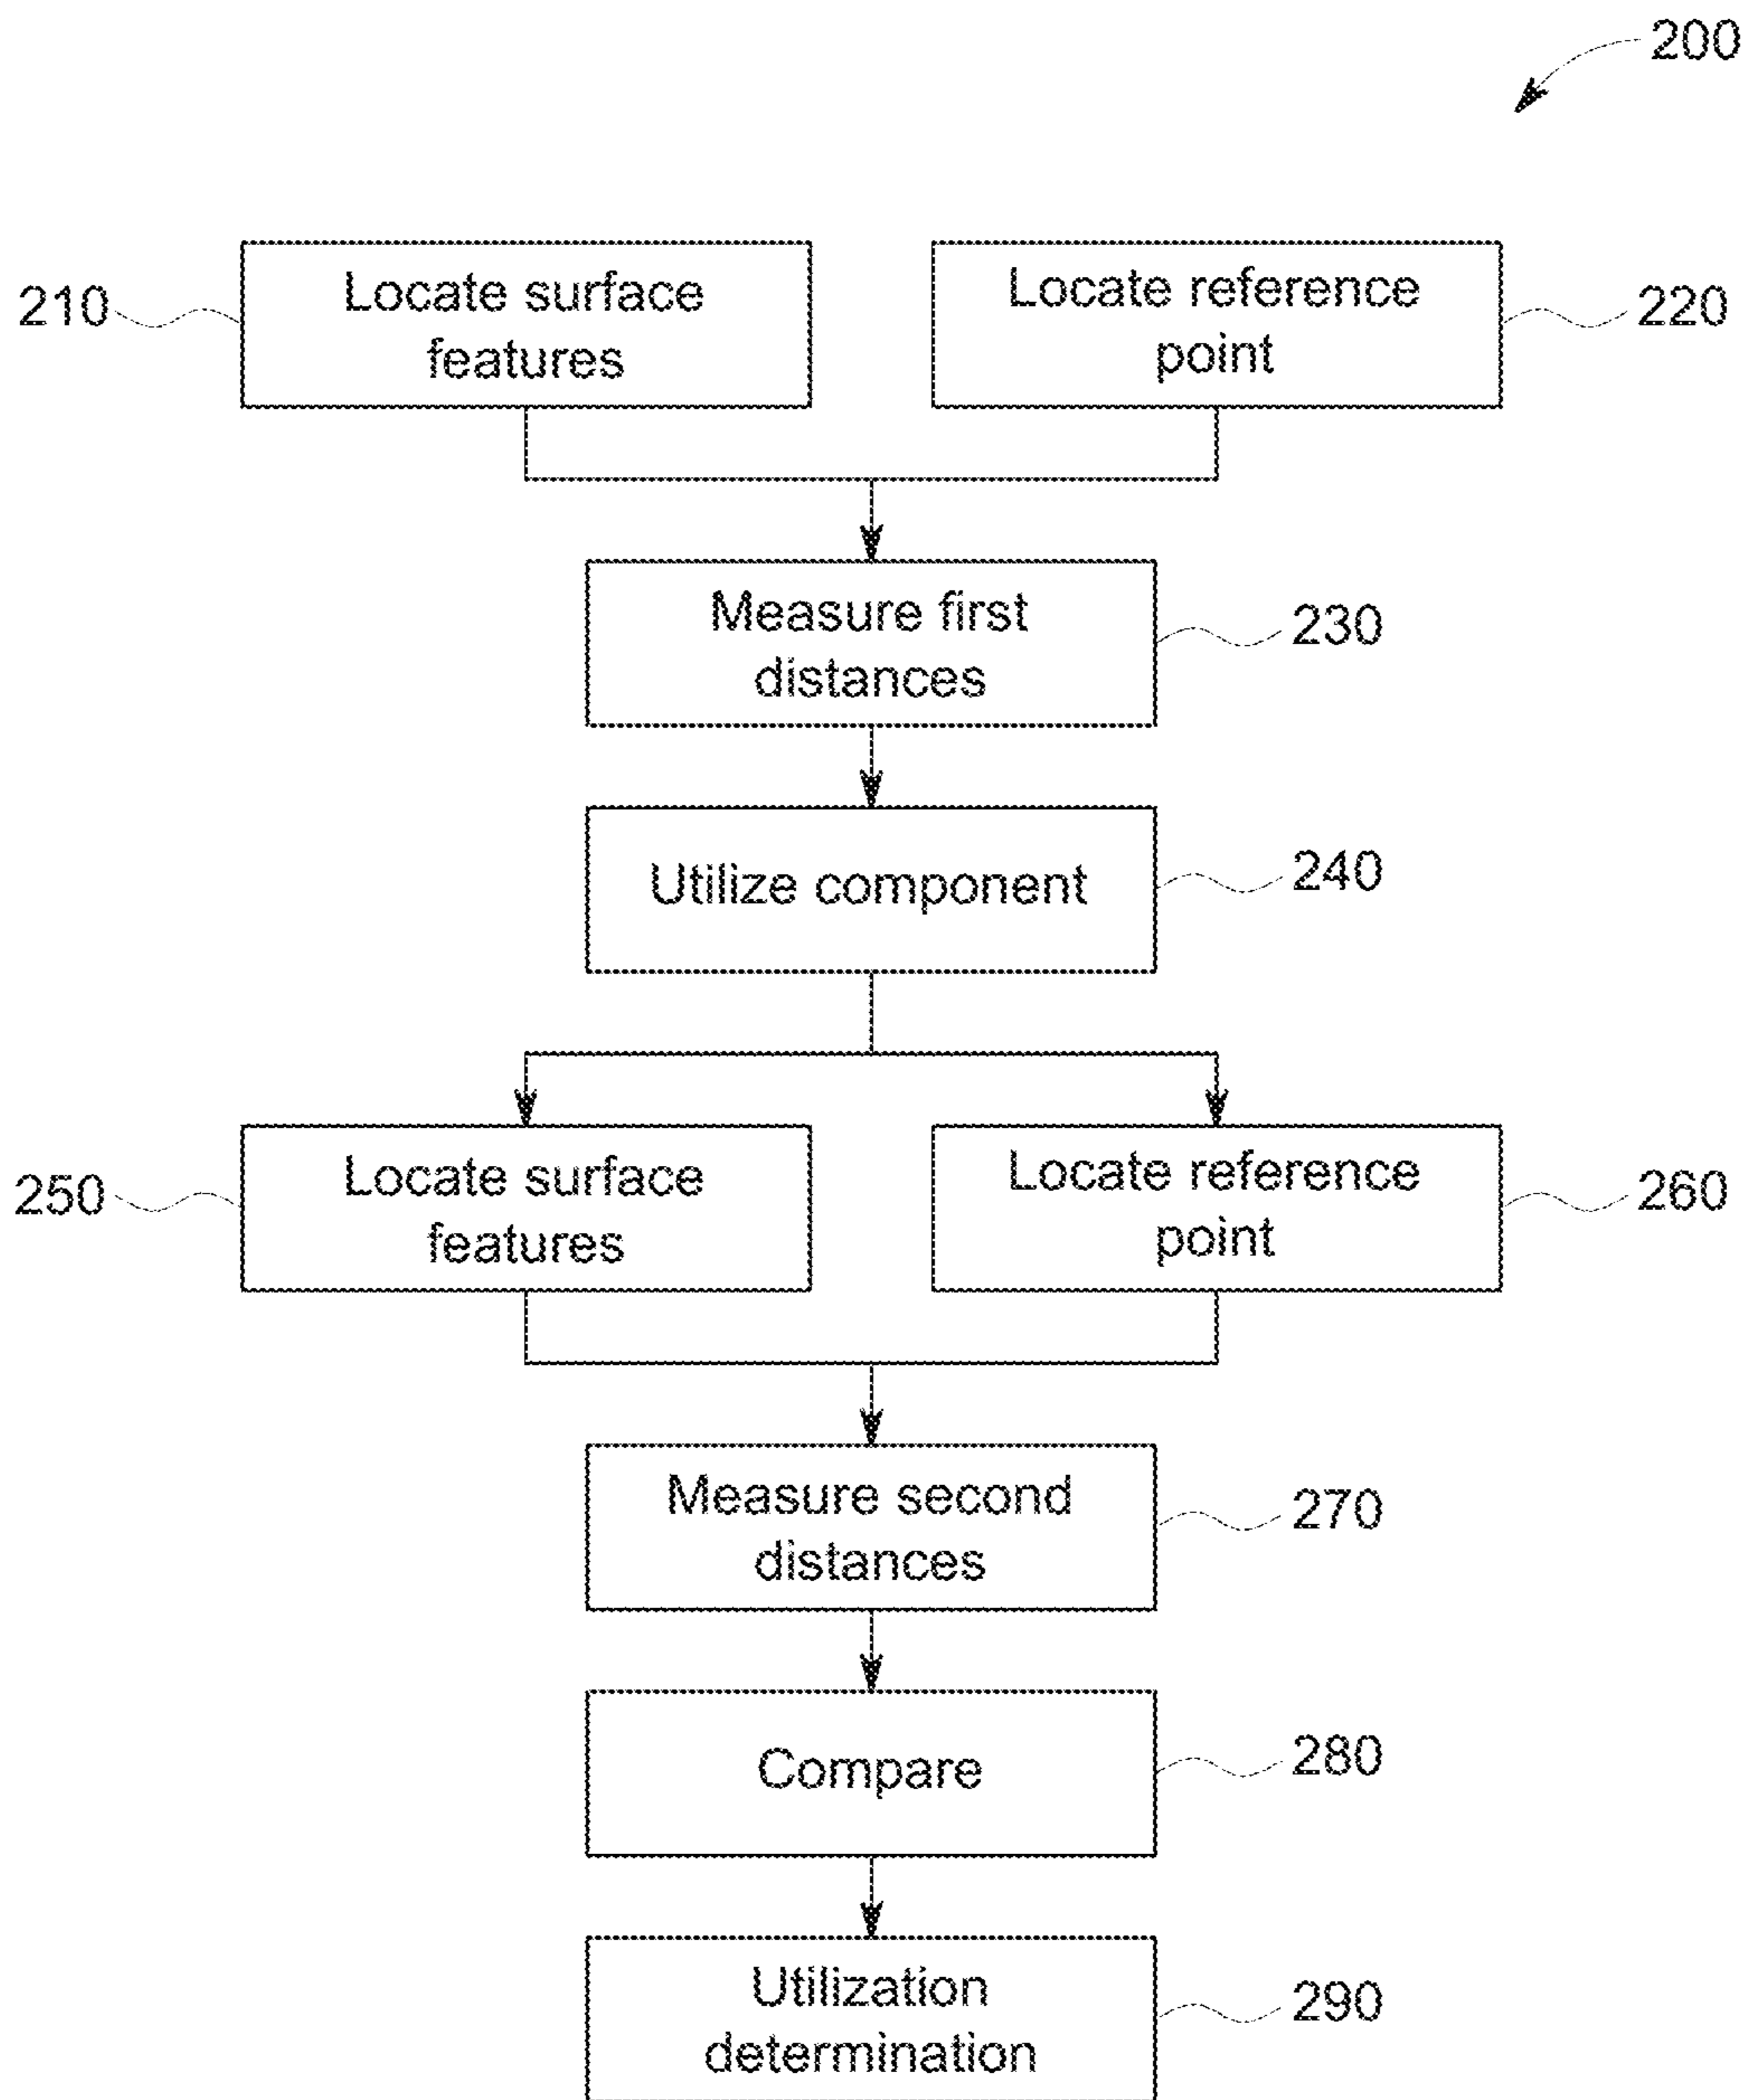 200
Locate surface
features
210
Locate reference
point
220
Measure first
distances
230
Utilize component
240
Locate surface
features
250
Locate reference
point
260
Measure second
distances
270
Compare
280
Utilization
determination
290